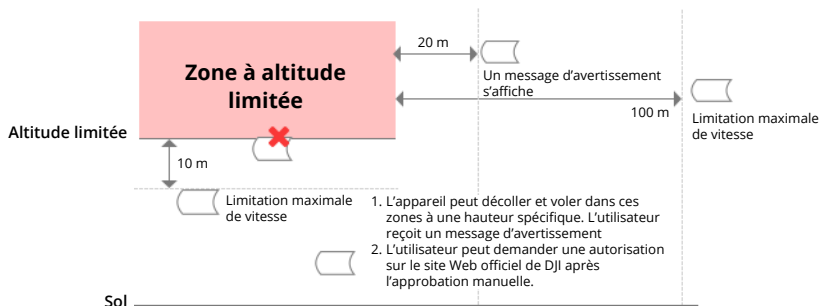 Zone à altitude
limitée
20 m
Un message d’avertissement
s’affiche
100 m
Limitation maximale
de vitesse
Altitude limitée
10 m
Limitation maximale
de vitesse
1. L’appareil peut décoller et voler dans ces
zones à une hauteur spécifique. L’utilisateur
reçoit un message d’avertissement
2. L’utilisateur peut demander une autorisation
sur le site Web officiel de DJI après
l’approbation manuelle.
Sol